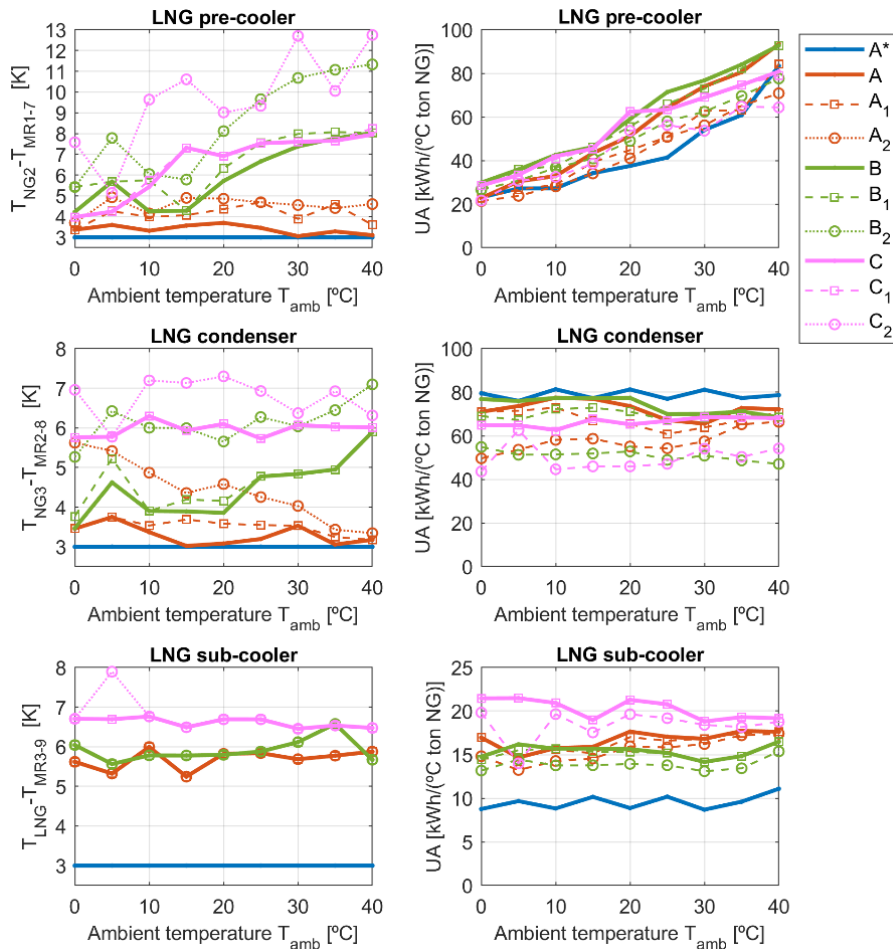 LNG pre-cooler
13
12
11
10
9
8
7
6
5
4
3
T_NG2-T_MR1-7 [K]
0 10 20 30 40
Ambient temperature T_amb [ºC]
LNG pre-cooler
100
80
60
40
20
0
UA [kWh/(ºC ton NG)]
0 10 20 30 40
Ambient temperature T_amb [ºC]
A*
A
A_1
A_2
B
B_1
B_2
C
C_1
C_2
LNG condenser
8
7
6
5
4
3
T_NG3-T_MR2-8 [K]
0 10 20 30 40
Ambient temperature T_amb [ºC]
LNG condenser
100
80
60
40
20
0
UA [kWh/(ºC ton NG)]
0 10 20 30 40
Ambient temperature T_amb [ºC]
LNG sub-cooler
8
7
6
5
4
3
T_LNG-T_MR3-9 [K]
0 10 20 30 40
Ambient temperature T_amb [ºC]
LNG sub-cooler
25
20
15
10
5
0
UA [kWh/(ºC ton NG)]
0 10 20 30 40
Ambient temperature T_amb [ºC]